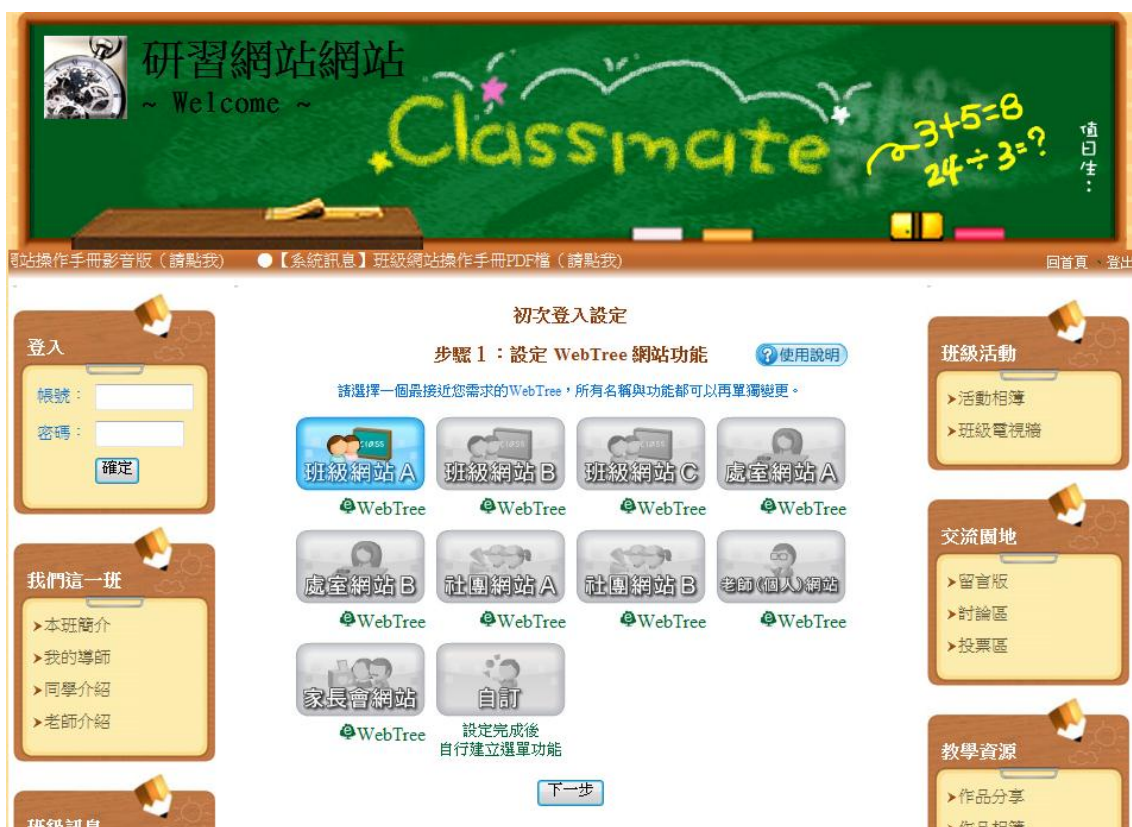 研習網站網站
~ Welcome ~
Classmate
3+5=8
24÷3=?
值日生：
網站操作手冊影音版（請點我） ●【系統訊息】班級網站操作手冊PDF檔（請點我）
回首頁、登出
登入
帳號：
密碼：
確定
我們這一班
➤本班簡介
➤我的導師
➤同學介紹
➤老師介紹
班級訊息
初次登入設定
步驟 1：設定 WebTree 網站功能
?使用說明
請選擇一個最接近您需求的WebTree，所有名稱與功能都可以再單獨變更。
class
班級網站 A
class
班級網站 B
class
班級網站 C
處室網站 A
WebTree
WebTree
WebTree
WebTree
處室網站 B
社團網站 A
社團網站 B
老師(個人)網站
WebTree
WebTree
WebTree
WebTree
家長會網站
自訂
WebTree
設定完成後
自行建立選單功能
下一步
班級活動
➤活動相簿
➤班級電視牆
交流園地
➤留言版
➤討論區
➤投票區
教學資源
➤作品分享
➤作品相簿